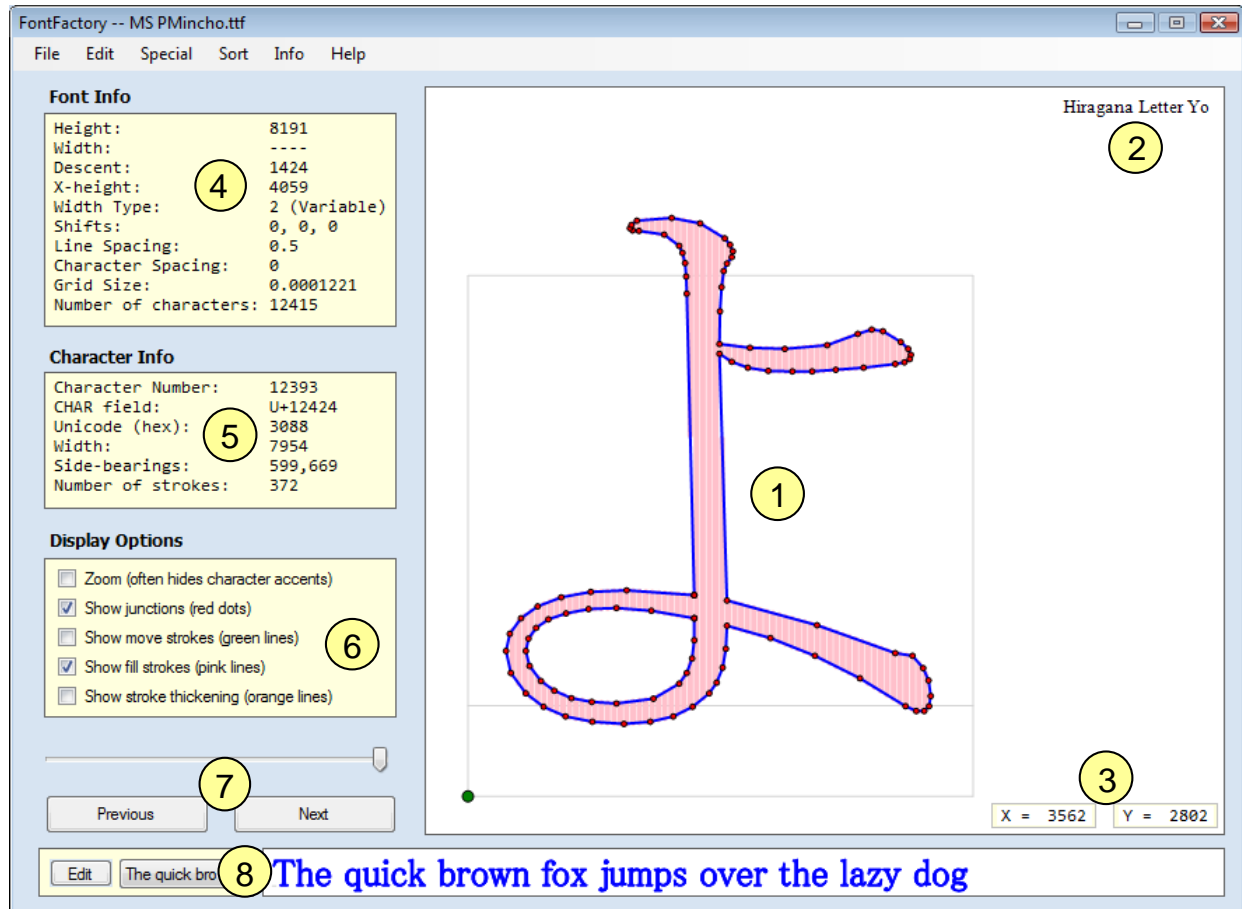 FontFactory -- MS PMincho.ttf
File Edit Special Sort Info Help
Font Info
Height: 8191
Width: ----
Descent: 1424
X-height: 4059
Width Type: 2 (Variable)
Shifts: 0, 0, 0
Line Spacing: 0.5
Character Spacing: 0
Grid Size: 0.0001221
Number of characters: 12415
4
Character Info
Character Number: 12393
CHAR field: U+12424
Unicode (hex): 3088
Width: 7954
Side-bearings: 599,669
Number of strokes: 372
5
Display Options
Zoom (often hides character accents)
Show junctions (red dots)
Show move strokes (green lines)
Show fill strokes (pink lines)
Show stroke thickening (orange lines)
6
7
Previous Next
Hiragana Letter Yo
2
よ
1
3
X = 3562 Y = 2802
Edit The quick bro 8 The quick brown fox jumps over the lazy dog